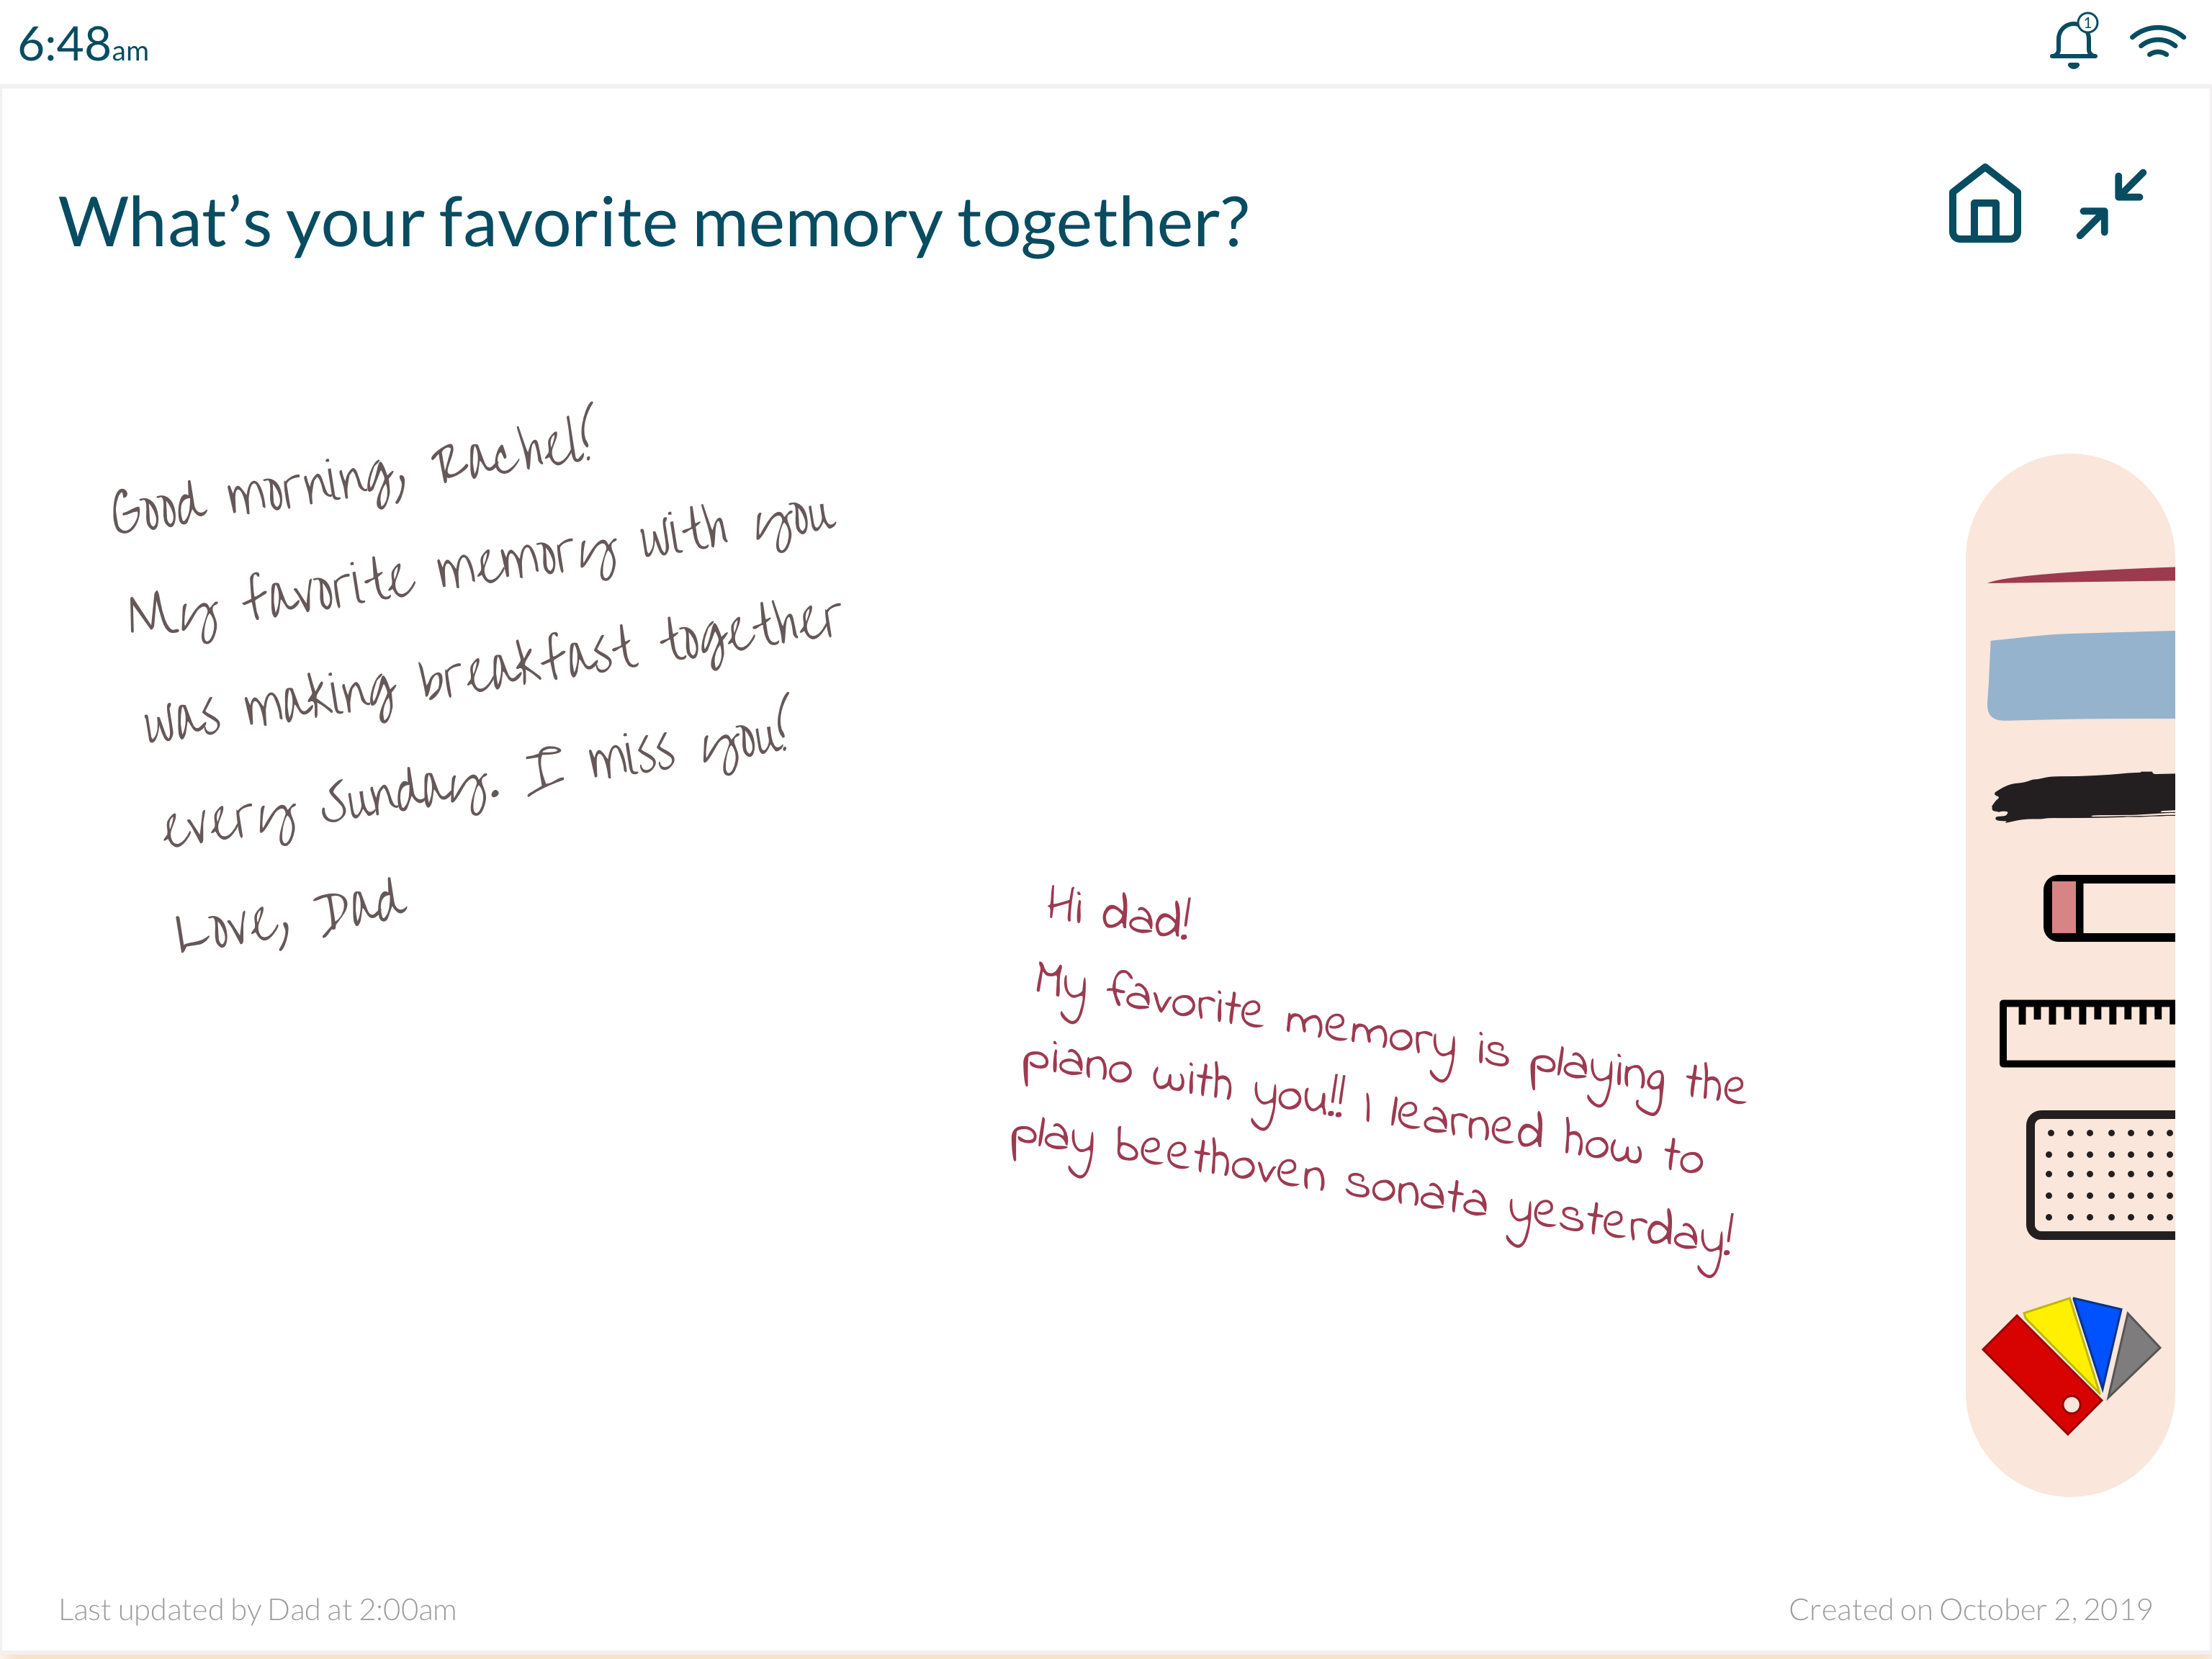 6:48am
1
What's your favorite memory together?
Good morning, Rachel!
My favorite memory with you
was making breakfast together
every Sunday. I miss you!
Love, Dad
Hi dad!
My favorite memory is playing the
piano with you!! I learned how to
play beethoven sonata yesterday!
Last updated by Dad at 2:00am
Created on October 2, 2019